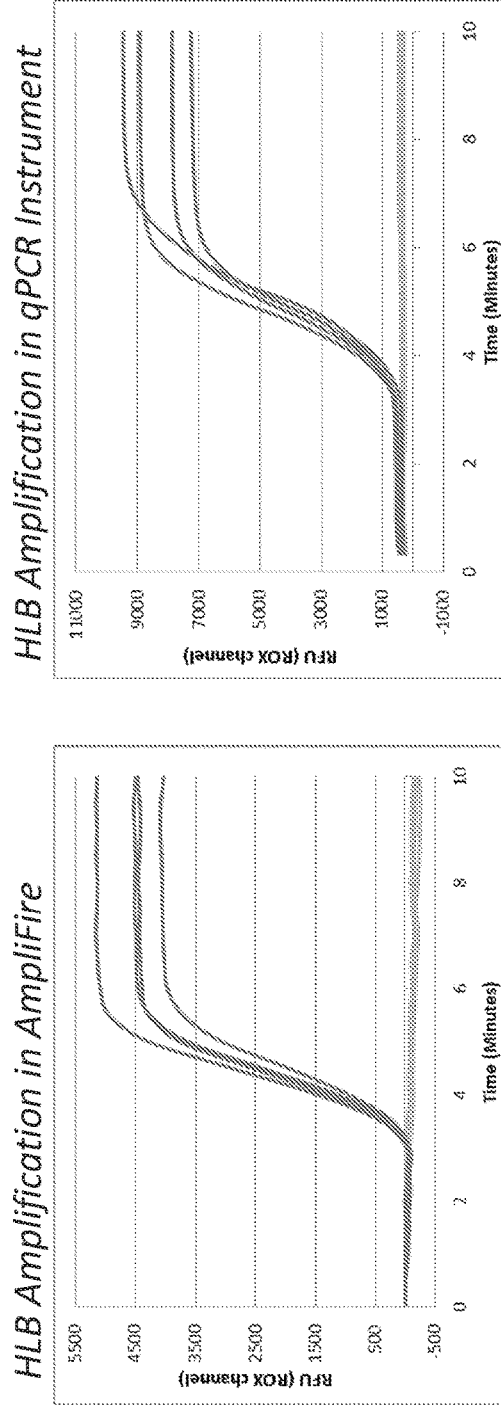 HLB Amplification in AmpliFire
5500
4500
3500
2500
1500
500
-500
RFU (ROX channel)
0 2 4 6 8 10
Time (Minutes)
HLB Amplification in qPCR Instrument
11000
9000
7000
5000
3000
1000
-1000
RFU (ROX channel)
0 2 4 6 8 10
Time (Minutes)